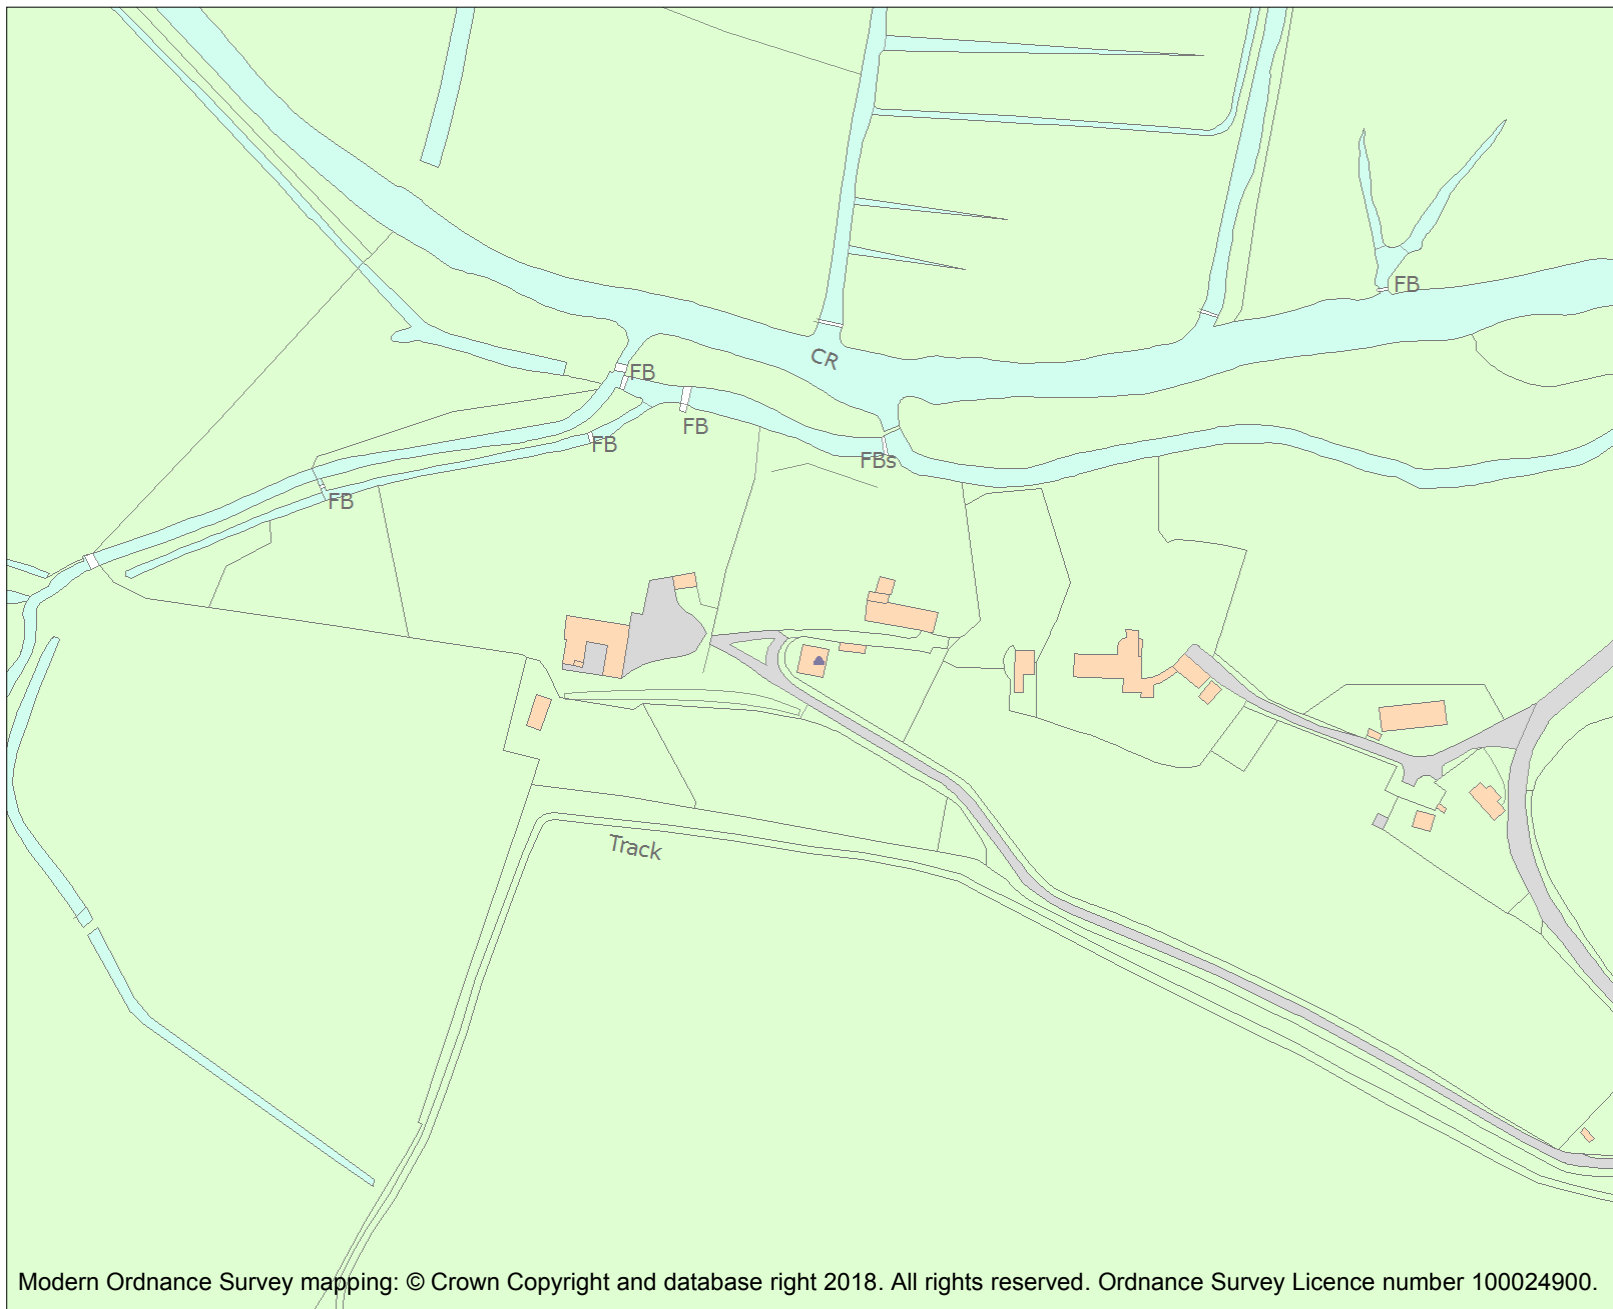 FB
CR
FB
FB
FB
FBs
FB
Track
Modern Ordnance Survey mapping: © Crown Copyright and database right 2018. All rights reserved. Ordnance Survey Licence number 100024900.